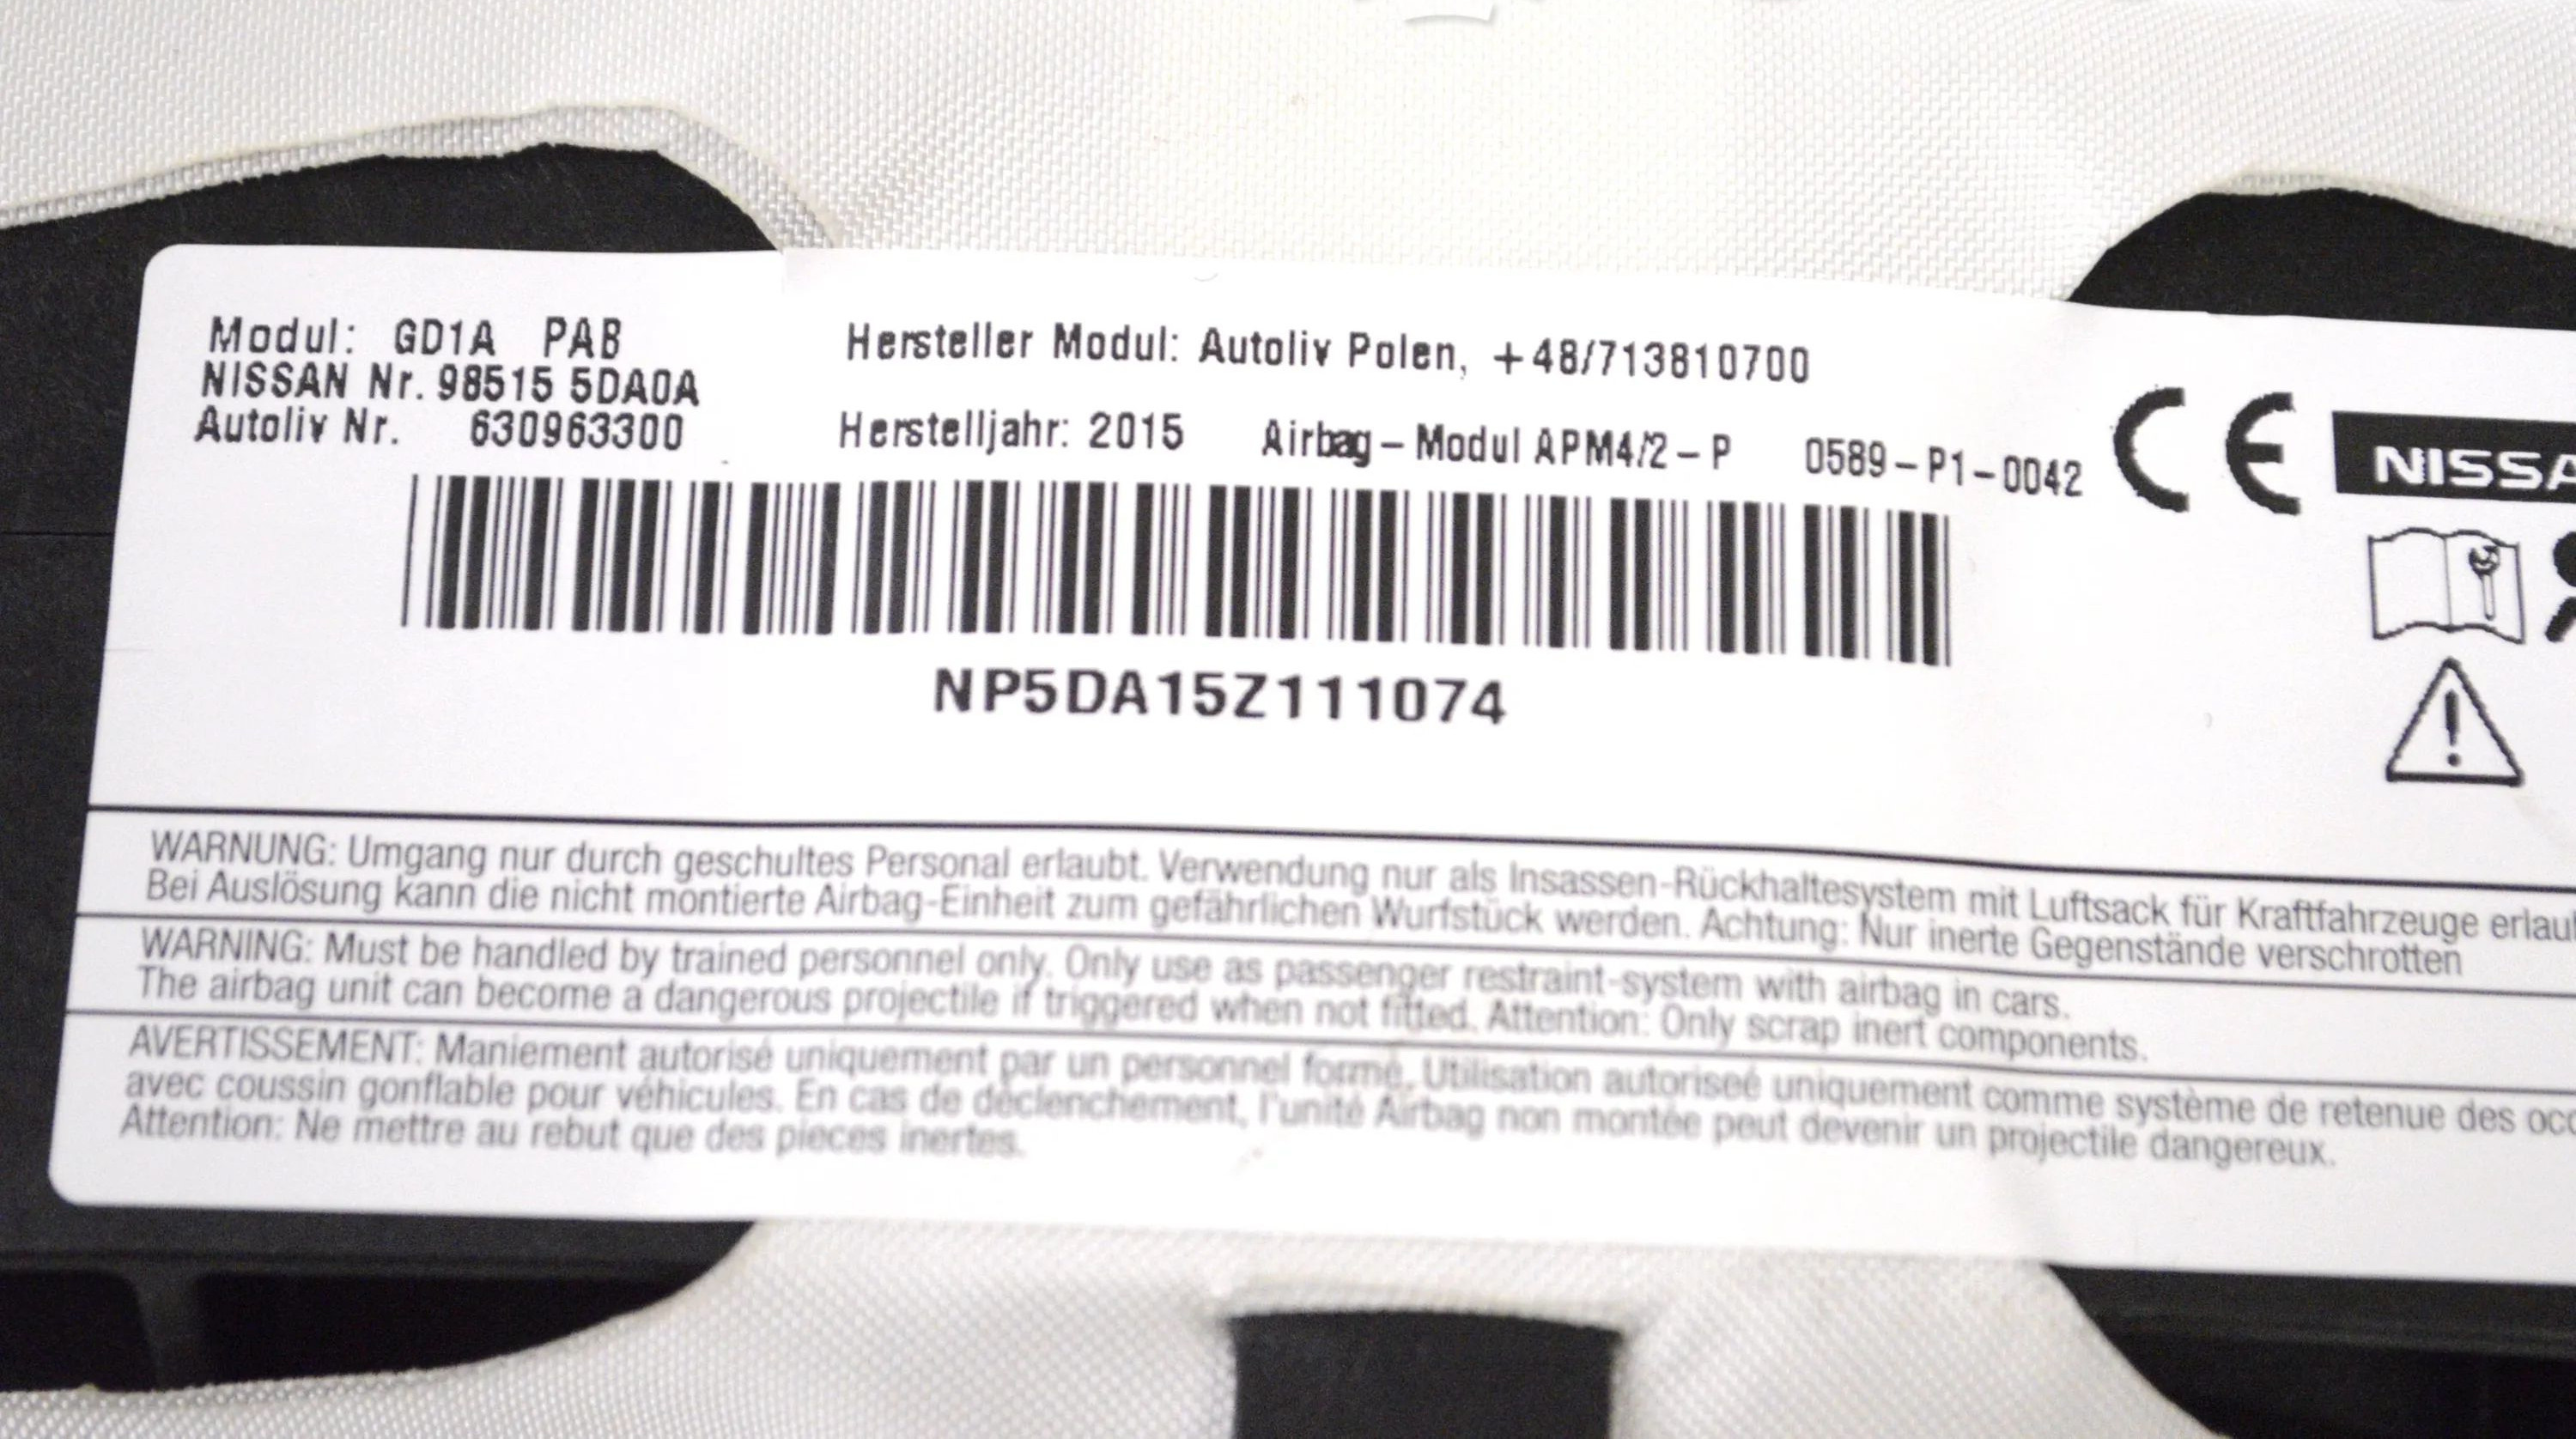 Modul: GD1A PAB
NISSAN Nr. 98515 5DA0A
Autoliv Nr. 630963300
Hersteller Modul: Autoliv Polen, +48/713810700
Herstelljahr: 2015 Airbag-Modul APM4/2-P 0589-P1-0042
CE
NISSA
NP5DA15Z111074
WARNUNG: Umgang nur durch geschultes Personal erlaubt. Verwendung nur als Insassen-Rückhaltesystem mit Luftsack für Kraftfahrzeuge erlau
Bei Auslösung kann die nicht montierte Airbag-Einheit zum gefährlichen Wurfstück werden. Achtung: Nur inerte Gegenstände verschrotten
WARNING: Must be handled by trained personnel only. Only use as passenger restraint-system with airbag in cars.
The airbag unit can become a dangerous projectile if triggered when not fitted. Attention: Only scrap inert components.
AVERTISSEMENT: Maniement autorisé uniquement par un personnel formé. Utilisation autoriseé uniquement comme système de retenue des occ
avec coussin gonflable pour véhicules. En cas de déclenchement, l'unité Airbag non montée peut devenir un projectile dangereux.
Attention: Ne mettre au rebut que des pieces inertes.